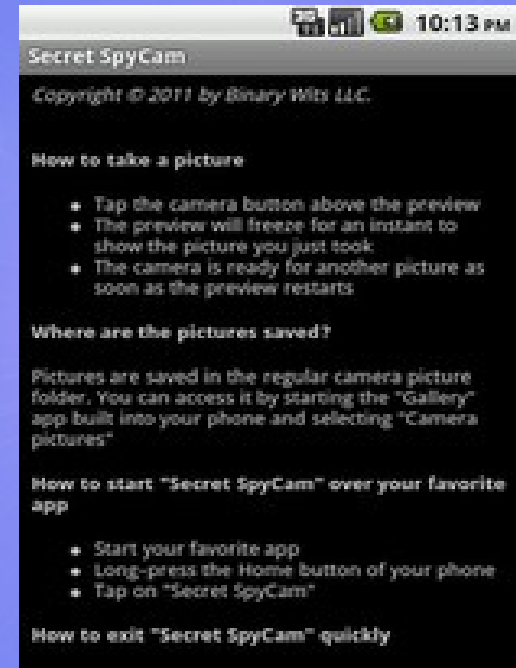 10:13 PM
Secret SpyCam
Copyright © 2011 by Binary Wits LLC.
How to take a picture
• Tap the camera button above the preview
• The preview will freeze for an instant to
show the picture you just took
• The camera is ready for another picture as
soon as the preview restarts
Where are the pictures saved?
Pictures are saved in the regular camera picture
folder. You can access it by starting the "Gallery"
app built into your phone and selecting "Camera
pictures"
How to start "Secret SpyCam" over your favorite
app
• Start your favorite app
• Long-press the Home button of your phone
• Tap on "Secret SpyCam"
How to exit "Secret SpyCam" quickly